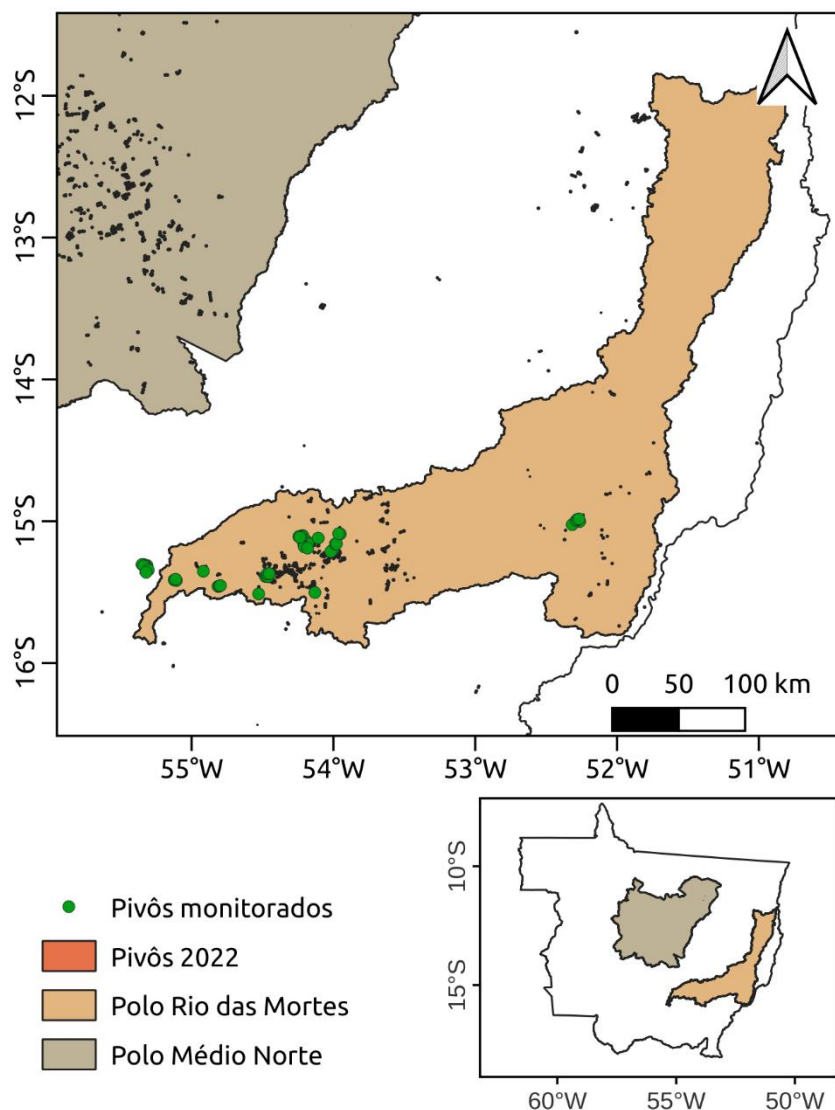 12°S
13°S
14°S
15°S
16°S
0 50 100 km
55°W 54°W 53°W 52°W 51°W
Pivôs monitorados
Pivôs 2022
Polo Rio das Mortes
Polo Médio Norte
10°S
15°S
60°W 55°W 50°W